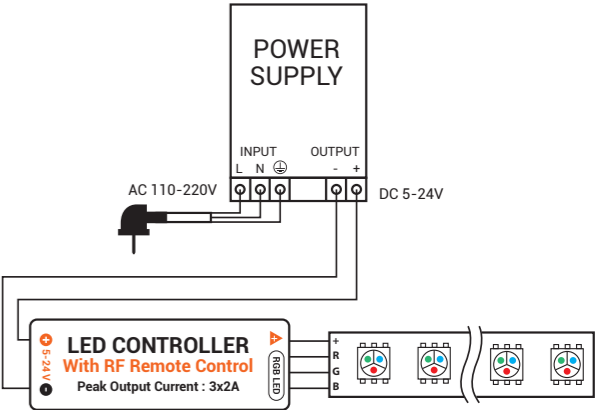 POWER
SUPPLY
INPUT OUTPUT
L N - +
AC 110-220V
DC 5-24V
+ 5-24 V -
LED CONTROLLER
With RF Remote Control
Peak Output Current : 3x2A
RGB LED
+
R
G
B